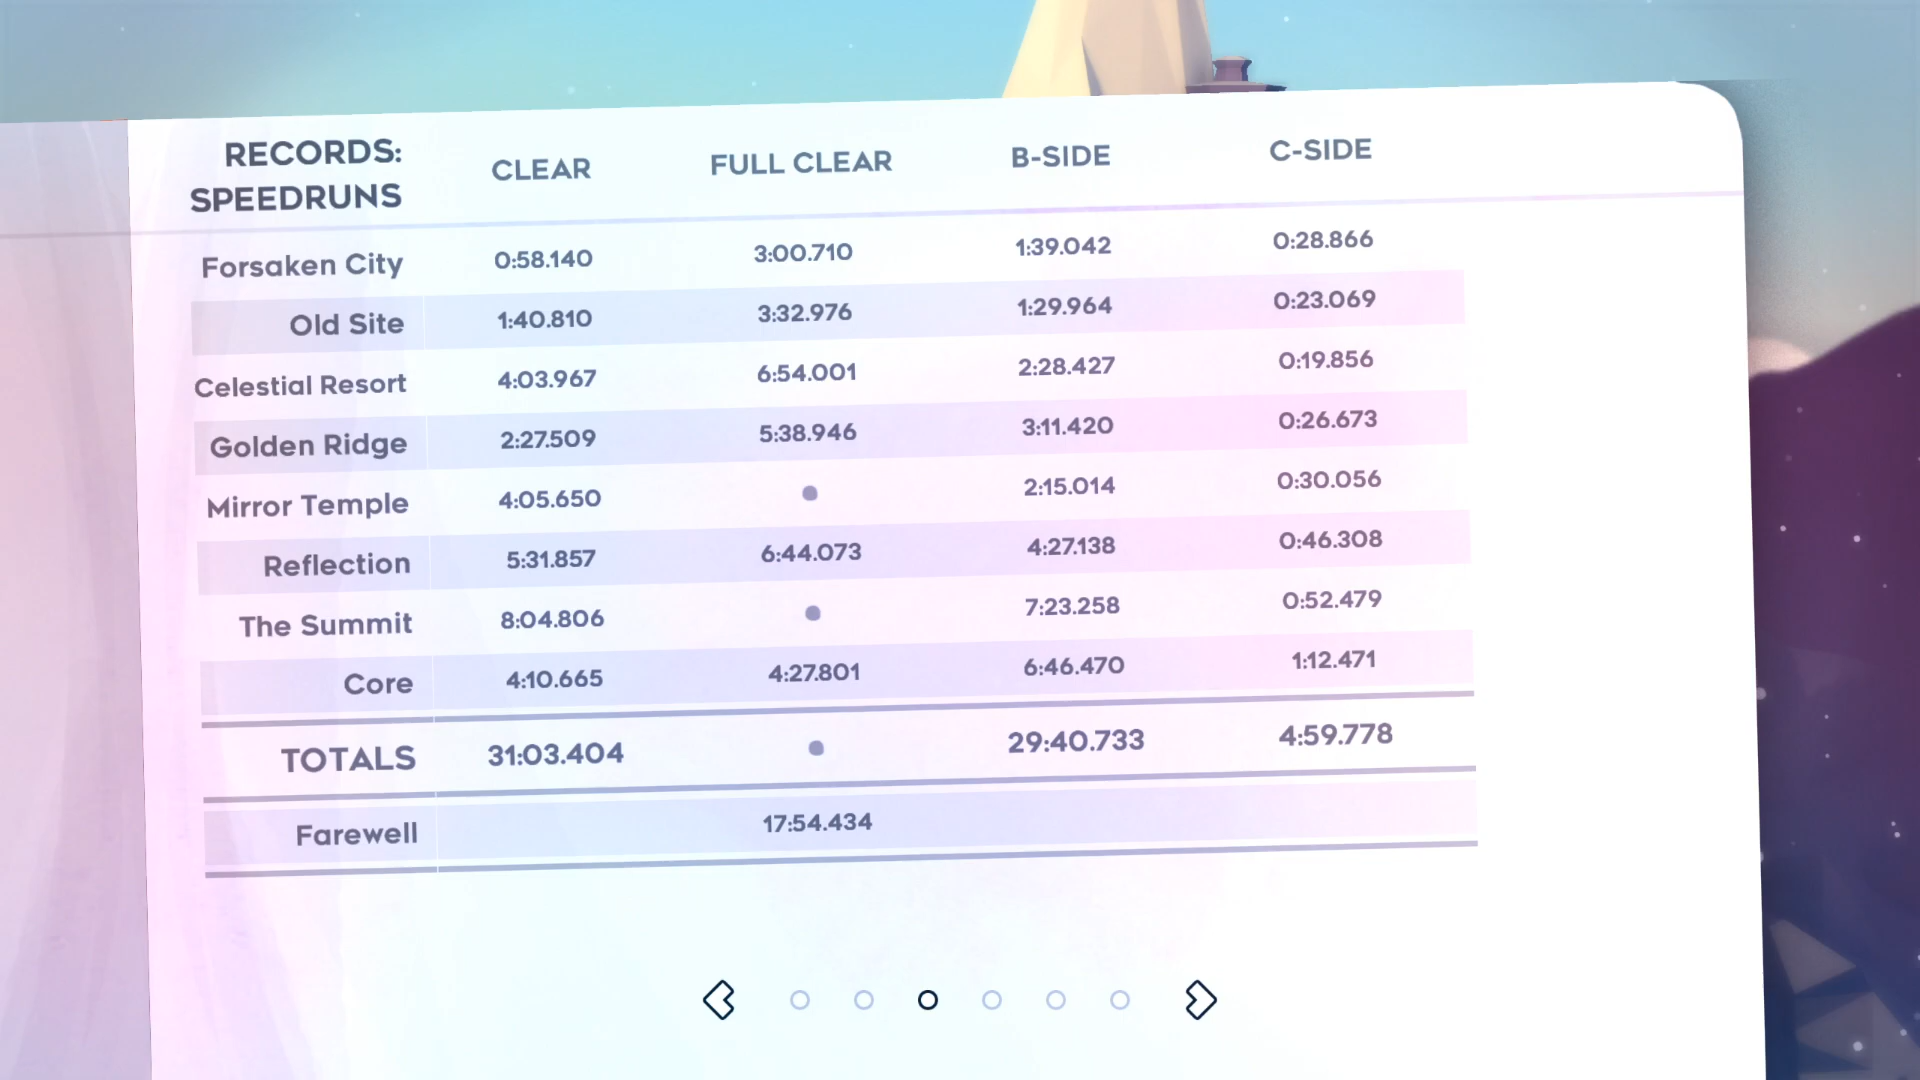 RECORDS:
SPEEDRUNS CLEAR FULL CLEAR B-SIDE C-SIDE
Forsaken City 0:58.140 3:00.710 1:39.042 0:28.866
Old Site 1:40.810 3:32.976 1:29.964 0:23.069
Celestial Resort 4:03.967 6:54.001 2:28.427 0:19.856
Golden Ridge 2:27.509 5:38.946 3:11.420 0:26.673
Mirror Temple 4:05.650 2:15.014 0:30.056
Reflection 5:31.857 6:44.073 4:27.138 0:46.308
The Summit 8:04.806 7:23.258 0:52.479
Core 4:10.665 4:27.801 6:46.470 1:12.471
TOTALS 31:03.404 29:40.733 4:59.778
Farewell 17:54.434